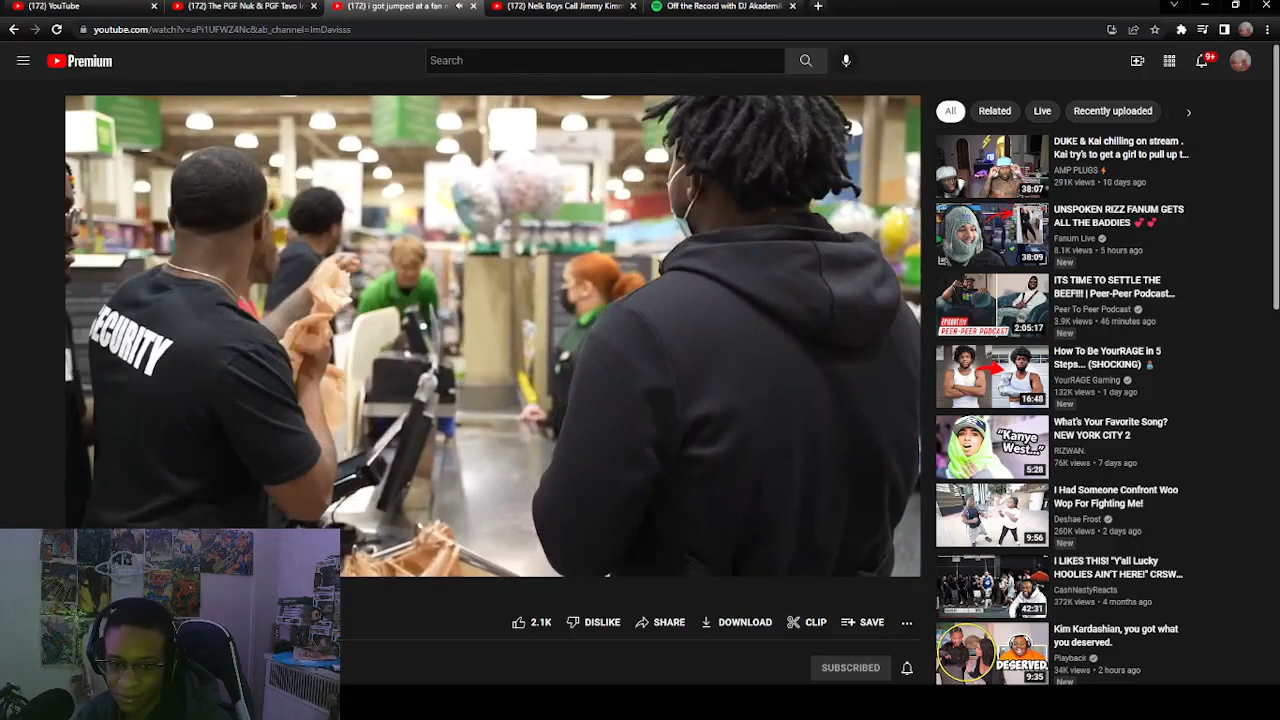 (172) YouTube
(172) The PGF Nuk & PGF Tavo In
(172) i got jumped at a fan m
(172) Nelk Boys Call Jimmy Kimm
Off the Record with DJ Akademik
youtube.com/watch?v=aPi1UFWZ4Nc&ab_channel=ImDavisss
Premium
Search
9+
All
Related
Live
Recently uploaded
SECURITY
DUKE & Kai chilling on stream .
Kai try's to get a girl to pull up t...
AMP PLUGS
291K views • 10 days ago
38:07
UNSPOKEN RIZZ FANUM GETS
ALL THE BADDIES
Fanum Live
8.1K views • 5 hours ago
New
38:09
ITS TIME TO SETTLE THE
BEEF!!! | Peer-Peer Podcast...
Peer To Peer Podcast
3.9K views • 46 minutes ago
New
PEER-PEER PODCAST
2:05:17
How To Be YourRAGE in 5
Steps... (SHOCKING)
YourRAGE Gaming
132K views • 1 day ago
New
16:48
What's Your Favorite Song?
NEW YORK CITY 2
RIZWAN.
76K views • 7 days ago
"Kanye
West..."
5:28
I Had Someone Confront Woo
Wop For Fighting Me!
Deshae Frost
260K views • 2 days ago
New
9:56
I LIKES THIS! "Y'all Lucky
HOOLIES AIN'T HERE!" CRSW...
CashNastyReacts
372K views • 4 months ago
42:31
Kim Kardashian, you got what
you deserved.
Playback
34K views • 2 hours ago
New
DESERVED.
9:35
2.1K
DISLIKE
SHARE
DOWNLOAD
CLIP
SAVE
SUBSCRIBED